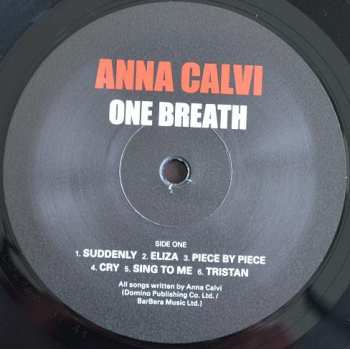 ANNA CALVI
ONE BREATH
SIDE ONE
1. SUDDENLY 2. ELIZA 3. PIECE BY PIECE
4. CRY 5. SING TO ME 6. TRISTAN
All songs written by Anna Calvi
(Domino Publishing Co. Ltd. /
BarBera Music Ltd.)